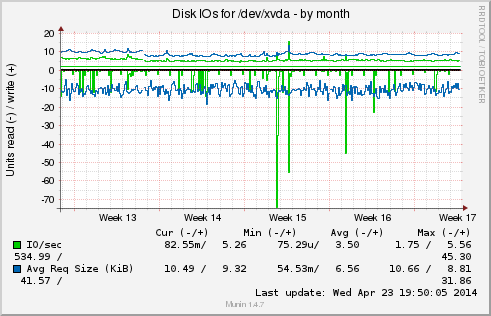 Disk IOs for /dev/xvda - by month
RRDTOOL / TOBI OETIKER
Units read (-) / write (+)
20
10
0
-10
-20
-30
-40
-50
-60
-70
Week 13 Week 14 Week 15 Week 16 Week 17
Cur (-/+) Min (-/+) Avg (-/+) Max (-/+)
IO/sec 82.55m/ 5.26 75.29u/ 3.50 1.75 / 5.56
534.99 / 45.30
Avg Req Size (KiB) 10.49 / 9.32 54.53m/ 6.56 10.66 / 8.81
41.57 / 31.86
Last update: Wed Apr 23 19:50:05 2014
Munin 1.4.7